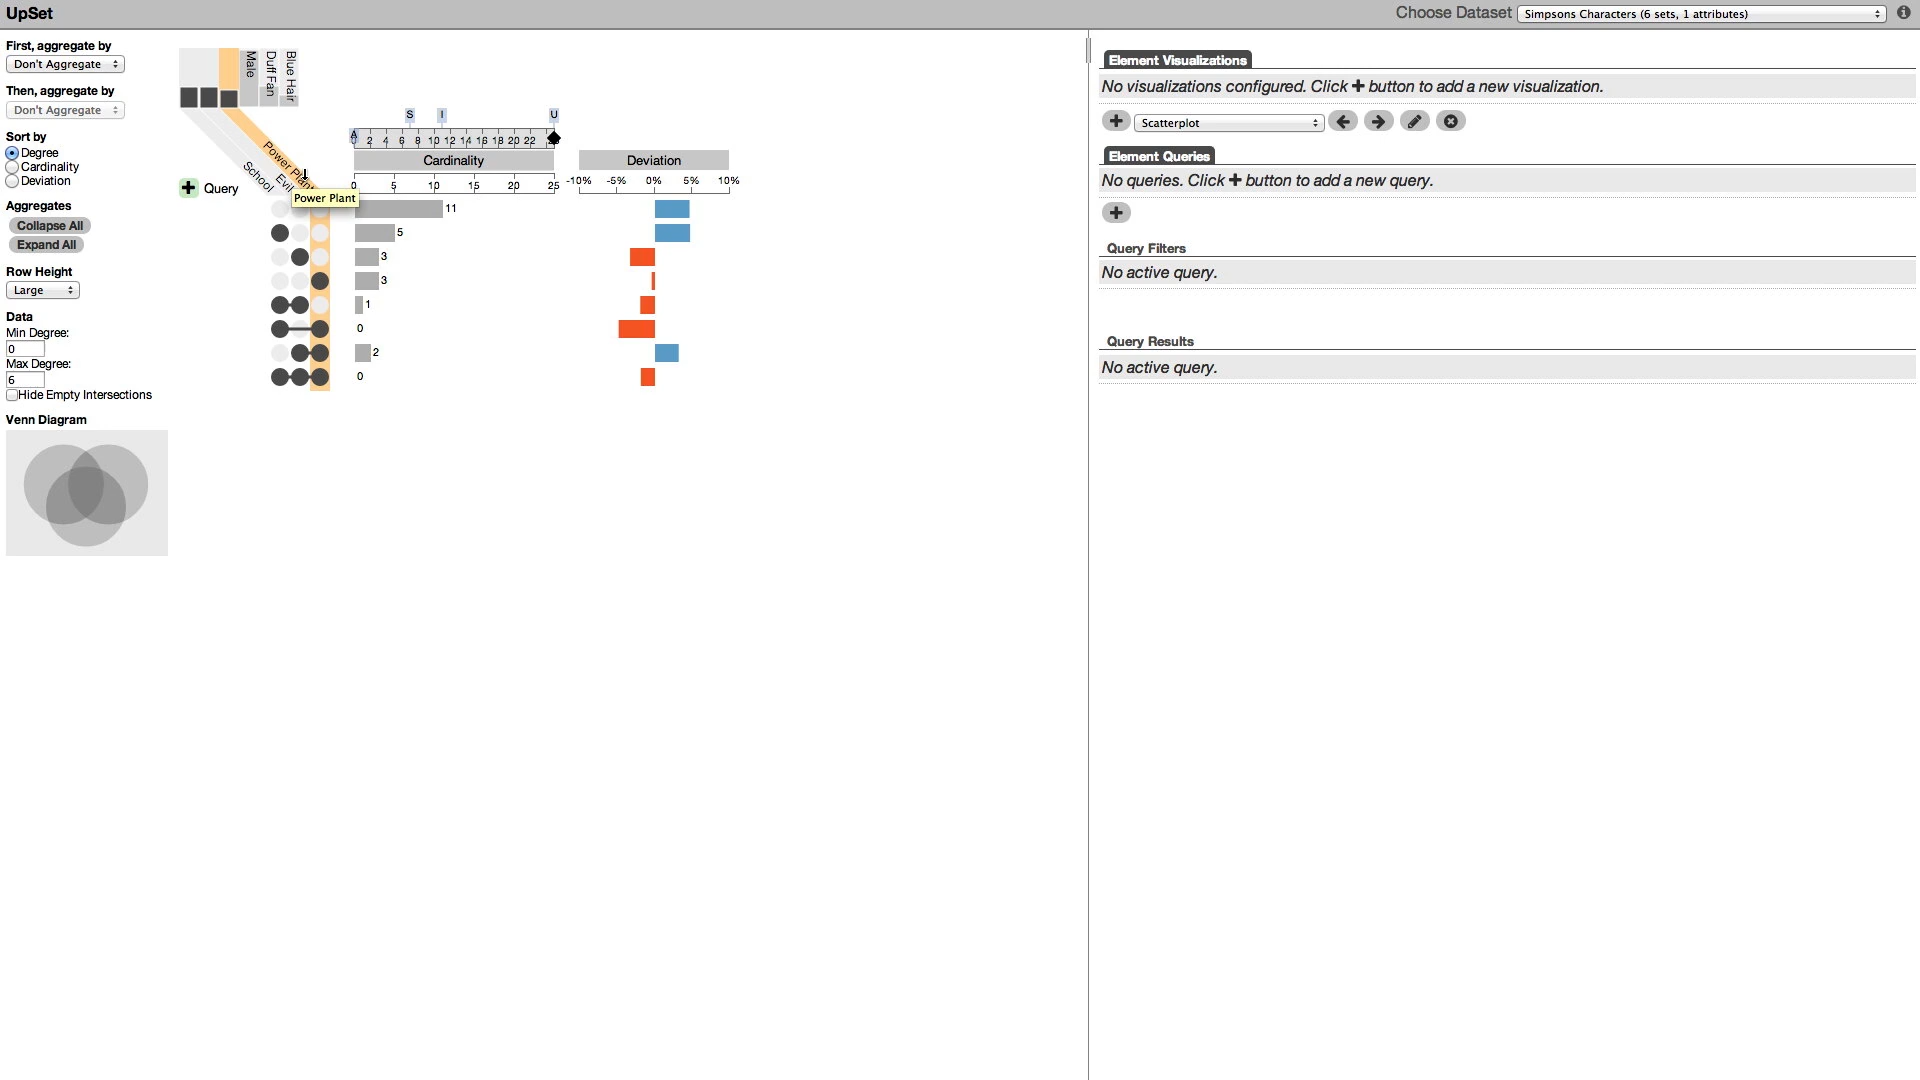 UpSet
Choose Dataset
Simpsons Characters (6 sets, 1 attributes)
First, aggregate by
Don't Aggregate
Then, aggregate by
Don't Aggregate
Sort by
Degree
Cardinality
Deviation
Aggregates
Collapse All
Expand All
Row Height
Large
Data
Min Degree:
0
Max Degree:
6
Hide Empty Intersections
Venn Diagram
Male
Duff Fan
Blue Hair
School
Evil
Power Plant
Query
Power Plant
S I U
A
2 4 6 8 10 12 14 16 18 20 22
Cardinality
0 5 10 15 20 25
Deviation
-10% -5% 0% 5% 10%
11
5
3
3
1
0
2
0
Element Visualizations
No visualizations configured. Click + button to add a new visualization.
Scatterplot
Element Queries
No queries. Click + button to add a new query.
Query Filters
No active query.
Query Results
No active query.